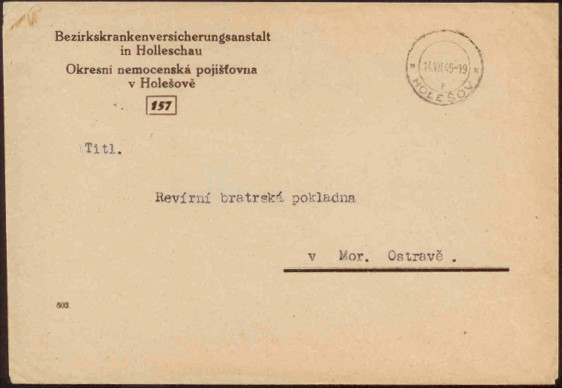 Bezirkskrankenversicherungsanstalt
in Holleschau
Okresní nemocenská pojišťovna
v Holešově
157
HOLEŠOV
Titl.
Revírní bratrská pokladna
v Mor. Ostravě.
603.